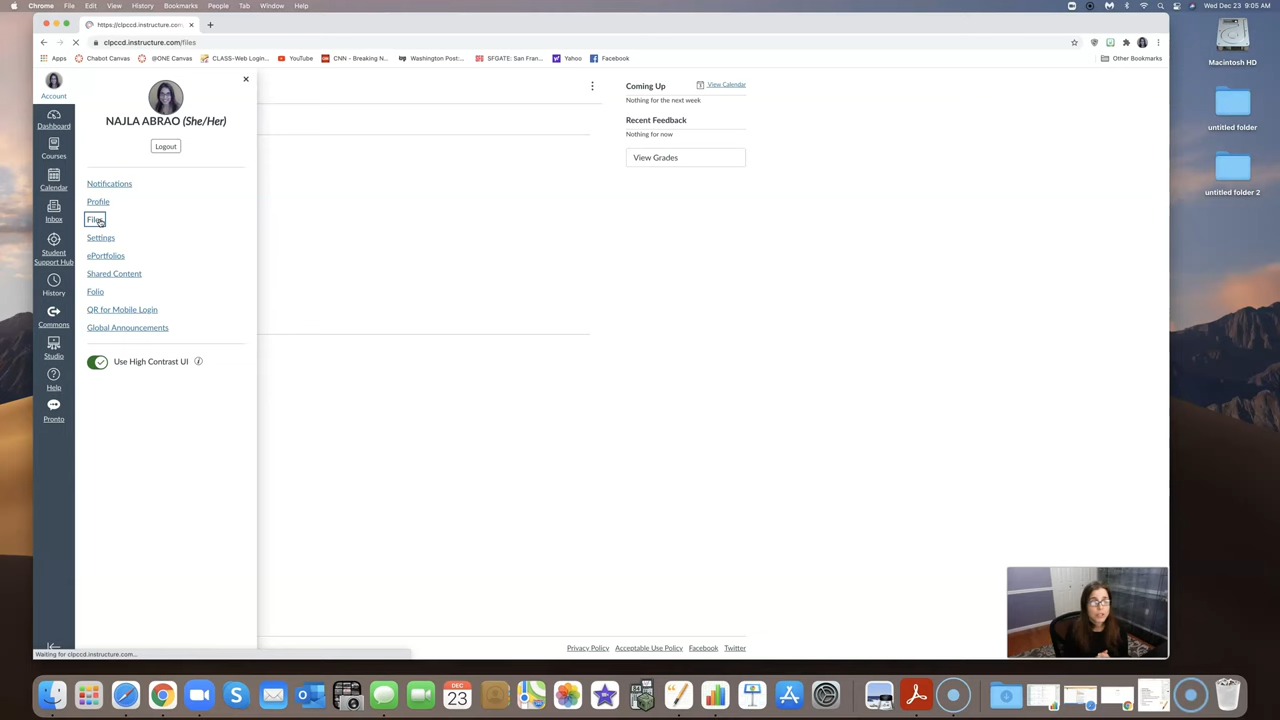 Chrome File Edit View History Bookmarks People Tab Window Help
Wed Dec 23 9:05 AM
https://clpccd.instructure.com
clpccd.instructure.com/files
Apps Chabot Canvas @ONE Canvas CLASS-Web Login... YouTube CNN - Breaking N... Washington Post:... SFGATE: San Fran... Yahoo Facebook Other Bookmarks
Account
Dashboard
Courses
Calendar
Inbox
Student
Support Hub
History
Commons
Studio
Help
Pronto
NAJLA ABRAO (She/Her)
Logout
Notifications
Profile
Files
Settings
ePortfolios
Shared Content
Folio
QR for Mobile Login
Global Announcements
Use High Contrast UI
Coming Up
View Calendar
Nothing for the next week
Recent Feedback
Nothing for now
View Grades
Privacy Policy Acceptable Use Policy Facebook Twitter
Waiting for clpccd.instructure.com...
Macintosh HD
untitled folder
untitled folder 2
DEC
23